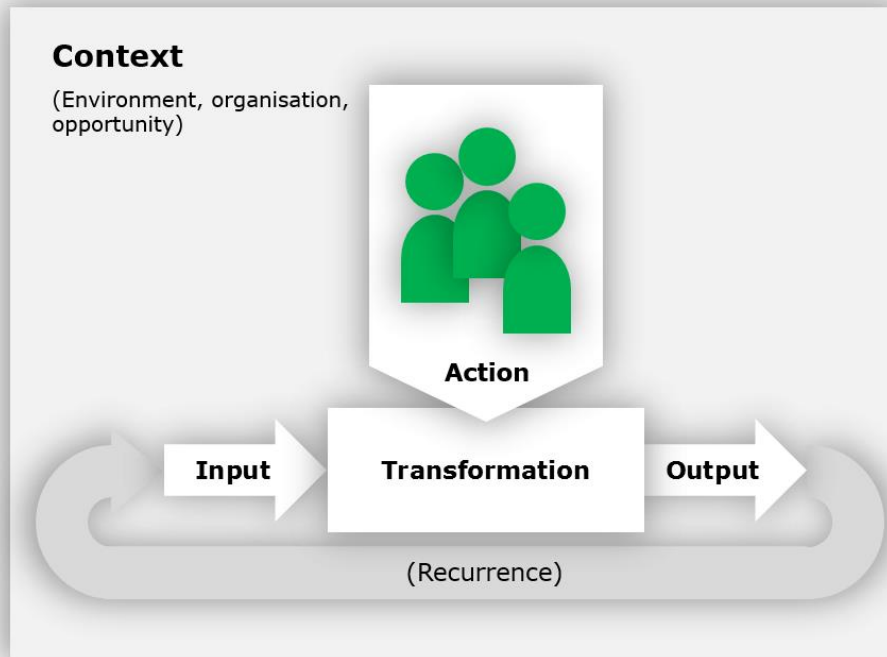 Context
(Environment, organisation,
opportunity)
Action
Input
Transformation
Output
(Recurrence)